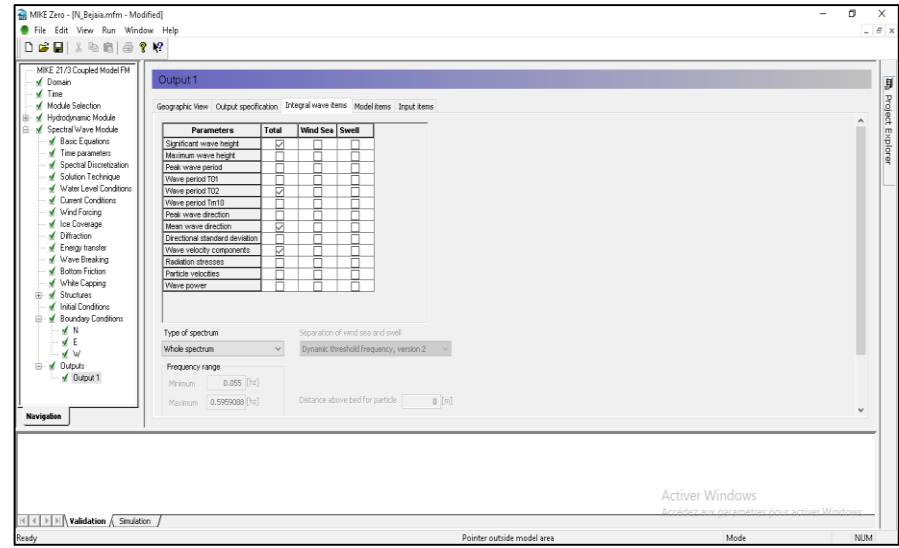 MIKE Zero - [N_Bejaia.mfm - Modified]
File Edit View Run Window Help
MIKE 21/3 Coupled Model FM
Domain
Time
Module Selection
Hydrodynamic Module
Spectral Wave Module
Basic Equations
Time parameters
Spectral Discretization
Solution Technique
Water Level Conditions
Current Conditions
Wind Forcing
Ice Coverage
Diffraction
Energy transfer
Wave Breaking
Bottom Friction
White Capping
Structures
Initial Conditions
Boundary Conditions
N
E
W
Outputs
Output 1
Navigation
Output 1
Geographic View Output specification Integral wave items Model items Input items
Parameters Total Wind Sea Swell
Significant wave height
Maximum wave height
Peak wave period
Wave period T01
Wave period T02
Wave period Tm10
Peak wave direction
Mean wave direction
Directional standard deviation
Wave velocity components
Radiation stresses
Particle velocities
Wave power
Type of spectrum Separation of wind sea and swell
Whole spectrum Dynamic threshold frequency, version 2
Frequency range
Minimum 0.055 [hz]
Maximum 0.5959088 [hz] Distance above bed for particle 0 [m]
Project Explorer
Activer Windows
Accédez aux paramètres pour activer Windows.
Validation Simulation
Ready Pointer outside model area Mode NUM